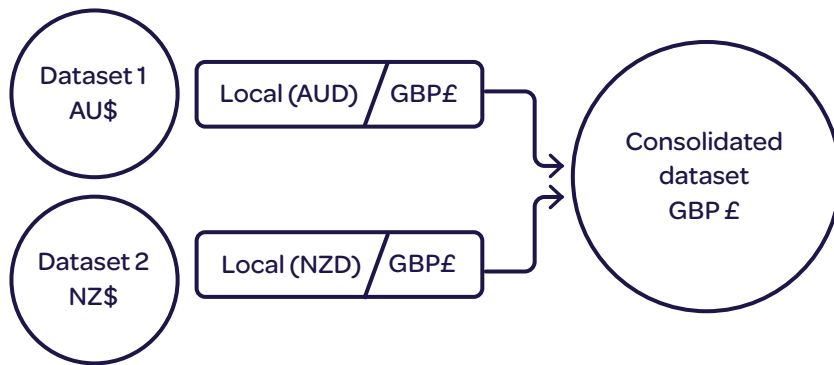 Dataset 1
AU$
Local (AUD) / GBP£
Dataset 2
NZ$
Local (NZD) / GBP£
Consolidated
dataset
GBP £